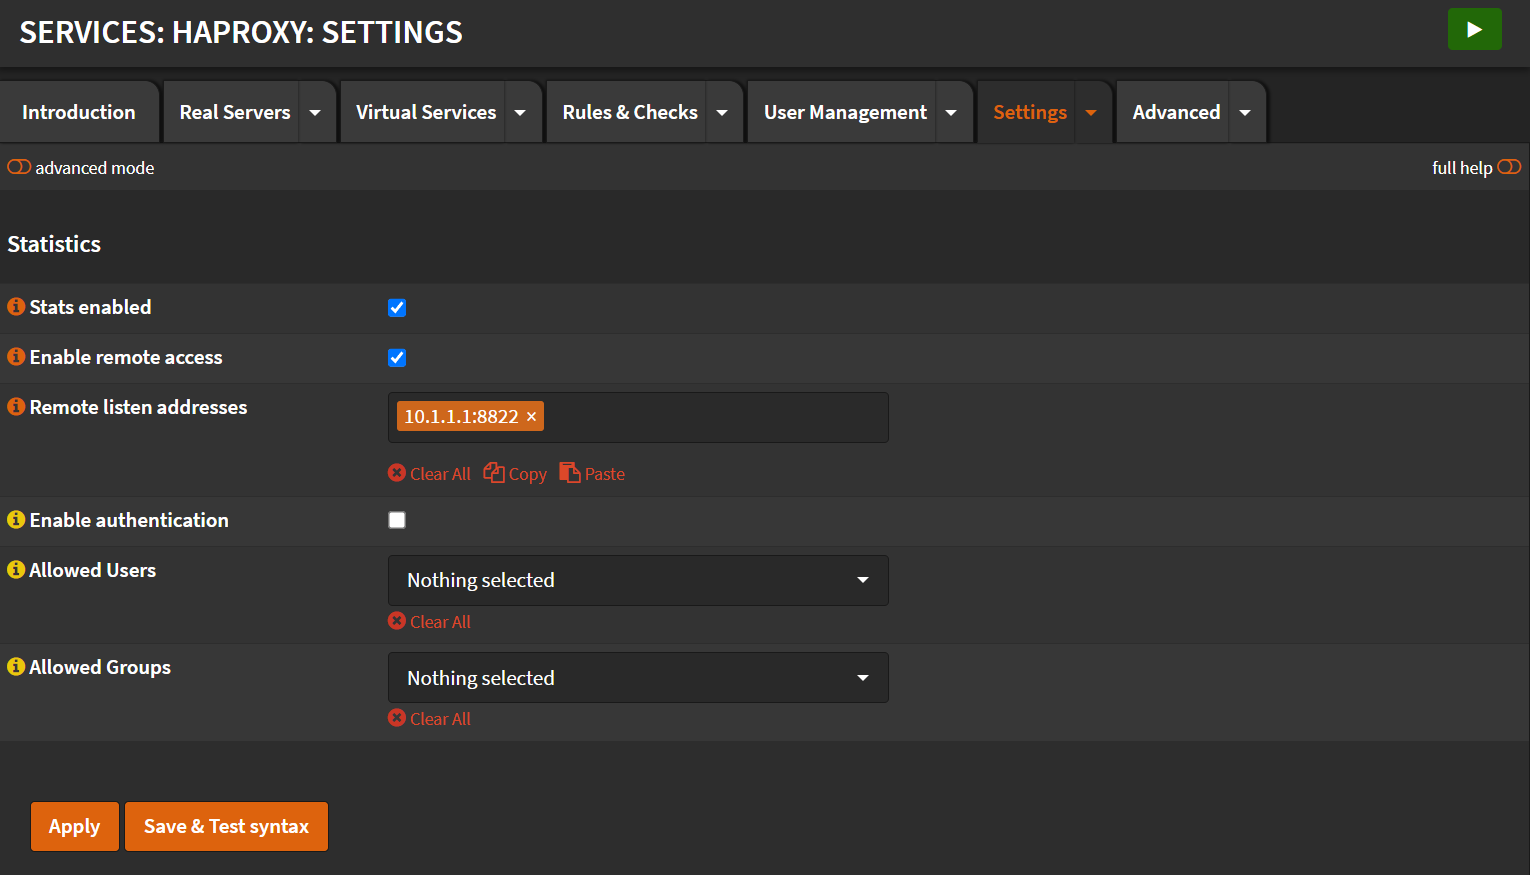 SERVICES: HAPROXY: SETTINGS
Introduction Real Servers Virtual Services Rules & Checks User Management Settings Advanced
advanced mode full help
Statistics
Stats enabled
Enable remote access
Remote listen addresses 10.1.1.1:8822 ×
Clear All Copy Paste
Enable authentication
Allowed Users Nothing selected
Clear All
Allowed Groups Nothing selected
Clear All
Apply Save & Test syntax